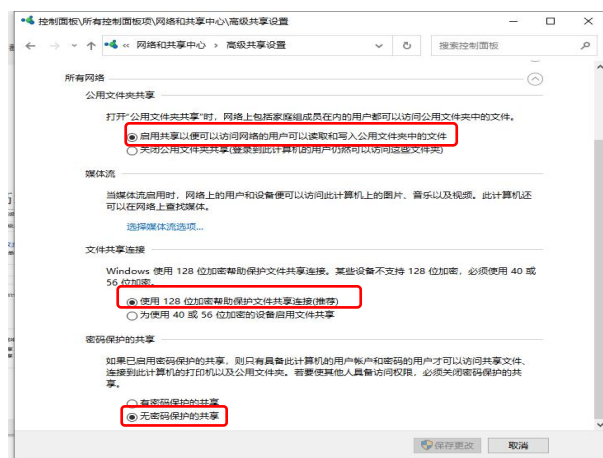 控制面板\所有控制面板项\网络和共享中心\高级共享设置
« 网络和共享中心 › 高级共享设置
搜索控制面板
所有网络
公用文件夹共享
打开"公用文件夹共享"时，网络上包括家庭组成员在内的用户都可以访问公用文件夹中的文件。
启用共享以便可以访问网络的用户可以读取和写入公用文件夹中的文件
关闭公用文件夹共享(登录到此计算机的用户仍然可以访问这些文件夹)
媒体流
当媒体流启用时，网络上的用户和设备便可以访问此计算机上的图片、音乐以及视频。此计算机还
可以在网络上查找媒体。
选择媒体流选项...
文件共享连接
Windows 使用 128 位加密帮助保护文件共享连接。某些设备不支持 128 位加密，必须使用 40 或
56 位加密。
使用 128 位加密帮助保护文件共享连接(推荐)
为使用 40 或 56 位加密的设备启用文件共享
密码保护的共享
如果已启用密码保护的共享，则只有具备此计算机的用户帐户和密码的用户才可以访问共享文件、
连接到此计算机的打印机以及公用文件夹。若要使其他人具备访问权限，必须关闭密码保护的共
享。
有密码保护的共享
无密码保护的共享
保存更改
取消